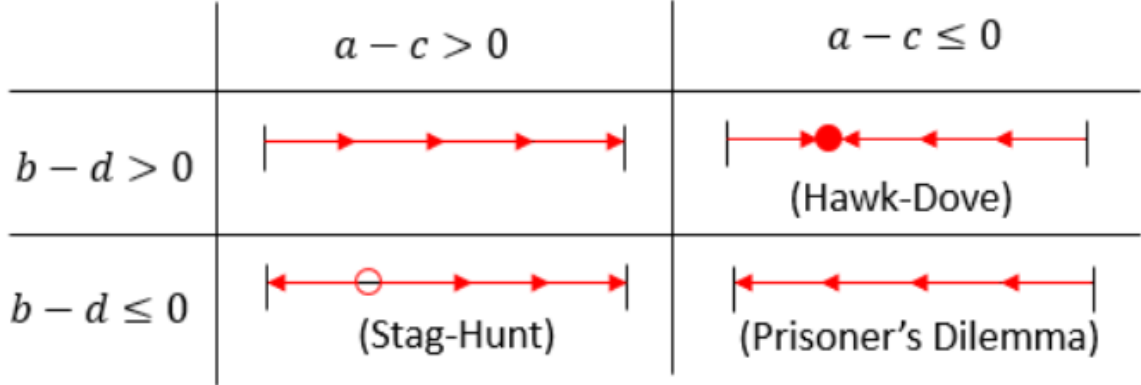 a − c > 0
a − c ≤ 0
b − d > 0
(Hawk-Dove)
b − d ≤ 0
(Stag-Hunt)
(Prisoner’s Dilemma)